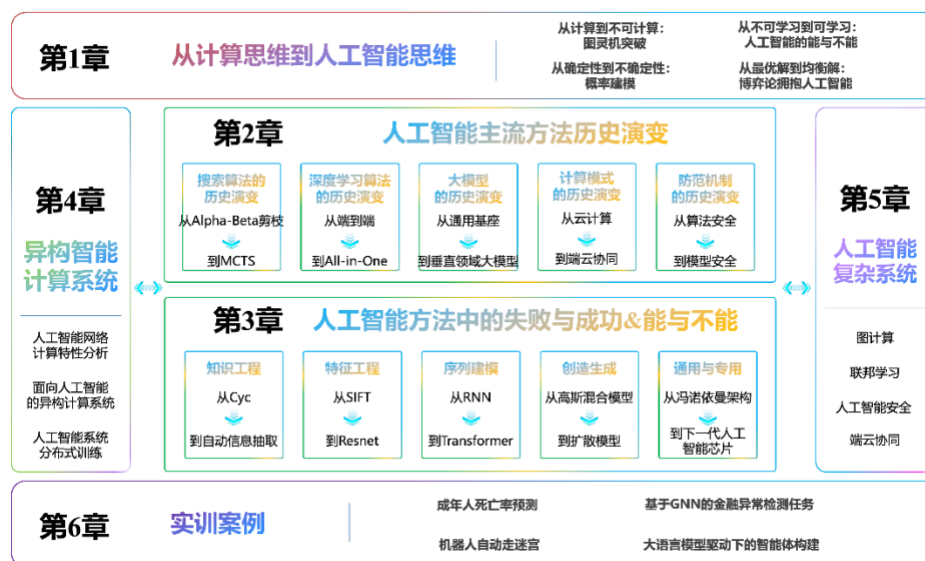 第1章
从计算思维到人工智能思维
从计算到不可计算：
图灵机突破
从不可学习到可学习：
人工智能的能与不能
从确定性到不确定性：
概率建模
从最优解到均衡解：
博弈论拥抱人工智能
第4章
异构智能
计算系统
人工智能网络
计算特性分析
面向人工智能
的异构计算系统
人工智能系统
分布式训练
第2章
人工智能主流方法历史演变
搜索算法的
历史演变
从Alpha-Beta剪枝
到MCTS
深度学习算法
的历史演变
从端到端
到All-in-One
大模型
的历史演变
从通用基座
到垂直领域大模型
计算模式
的历史演变
从云计算
到端云协同
防范机制
的历史演变
从算法安全
到模型安全
第3章
人工智能方法中的失败与成功&能与不能
知识工程
从Cyc
到自动信息抽取
特征工程
从SIFT
到Resnet
序列建模
从RNN
到Transformer
创造生成
从高斯混合模型
到扩散模型
通用与专用
从冯诺依曼架构
到下一代人工
智能芯片
第5章
人工智能
复杂系统
图计算
联邦学习
人工智能安全
端云协同
第6章
实训案例
成年人死亡率预测
基于GNN的金融异常检测任务
机器人自动走迷宫
大语言模型驱动下的智能体构建